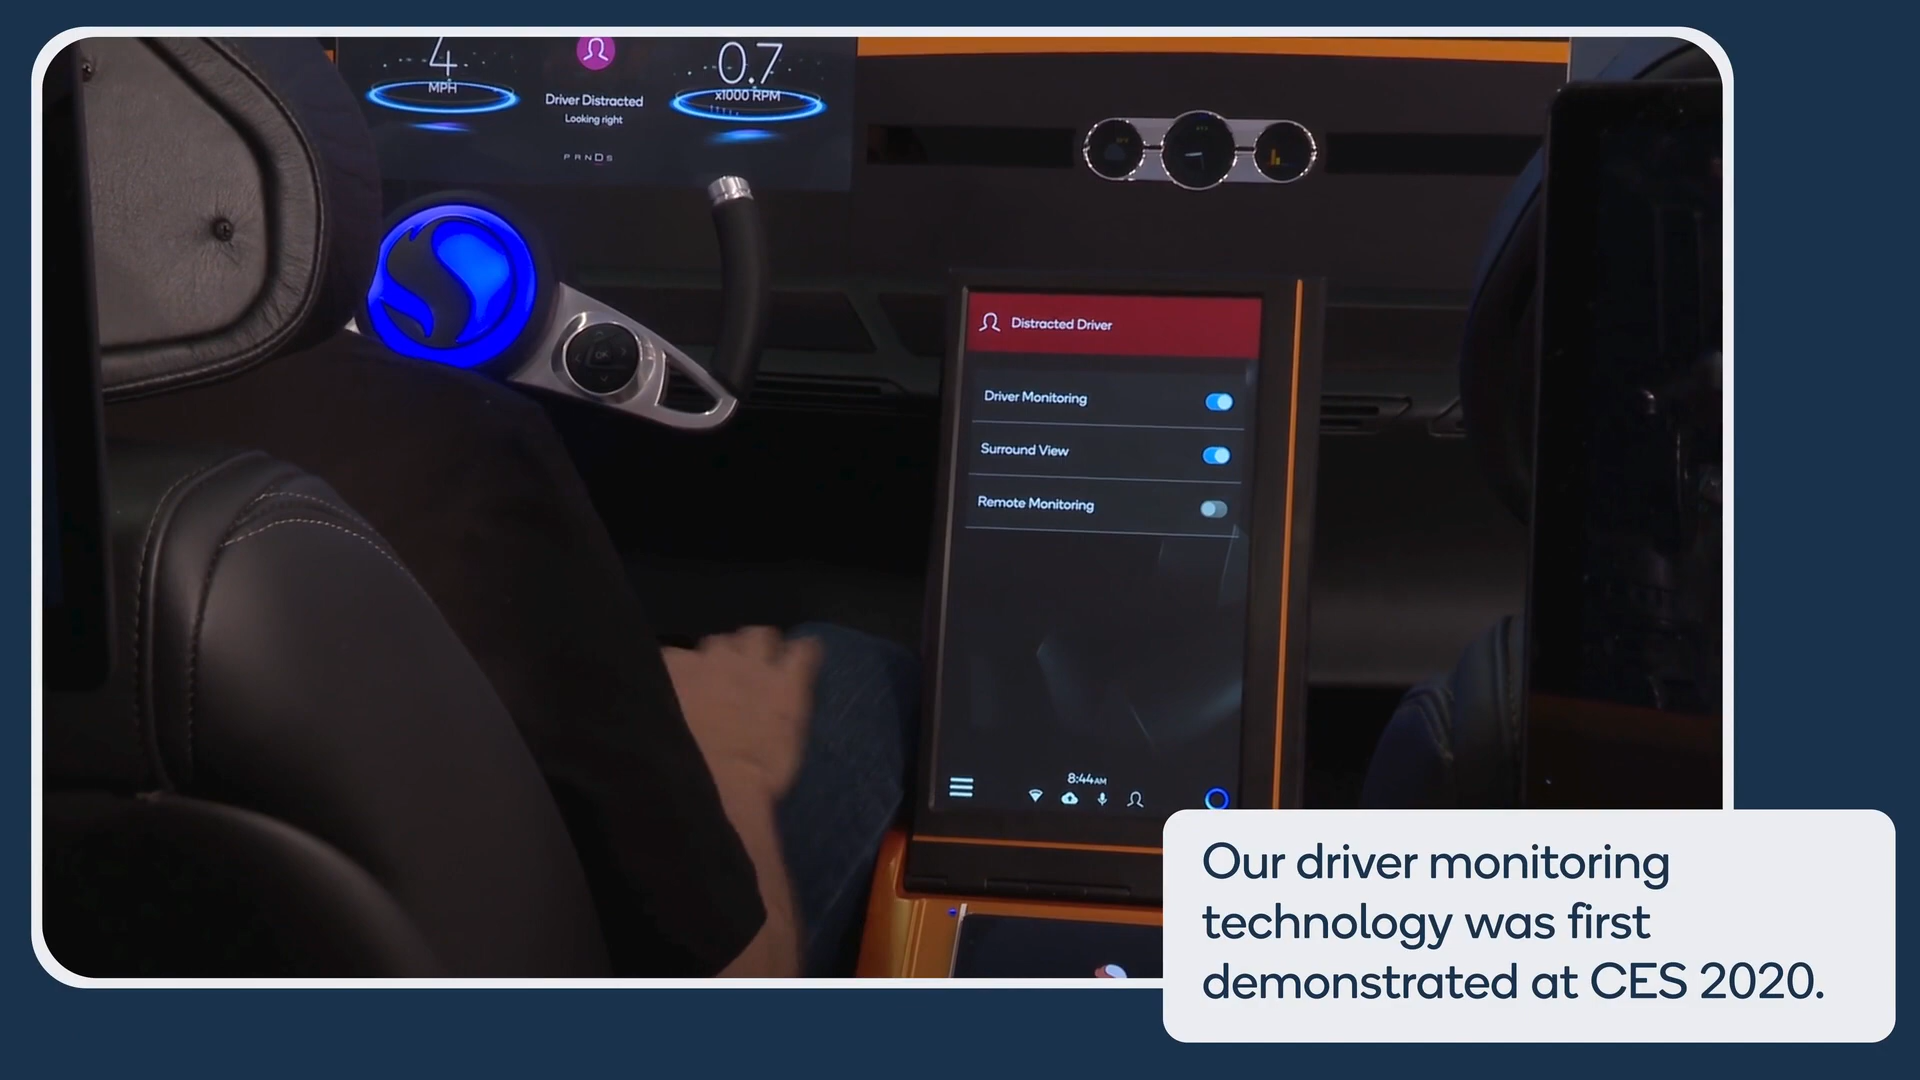 4
MPH
Driver Distracted
Looking right
PRNDS
0.7
x1000 RPM
OK
Distracted Driver
Driver Monitoring
Surround View
Remote Monitoring
8:44AM
Our driver monitoring
technology was first
demonstrated at CES 2020.